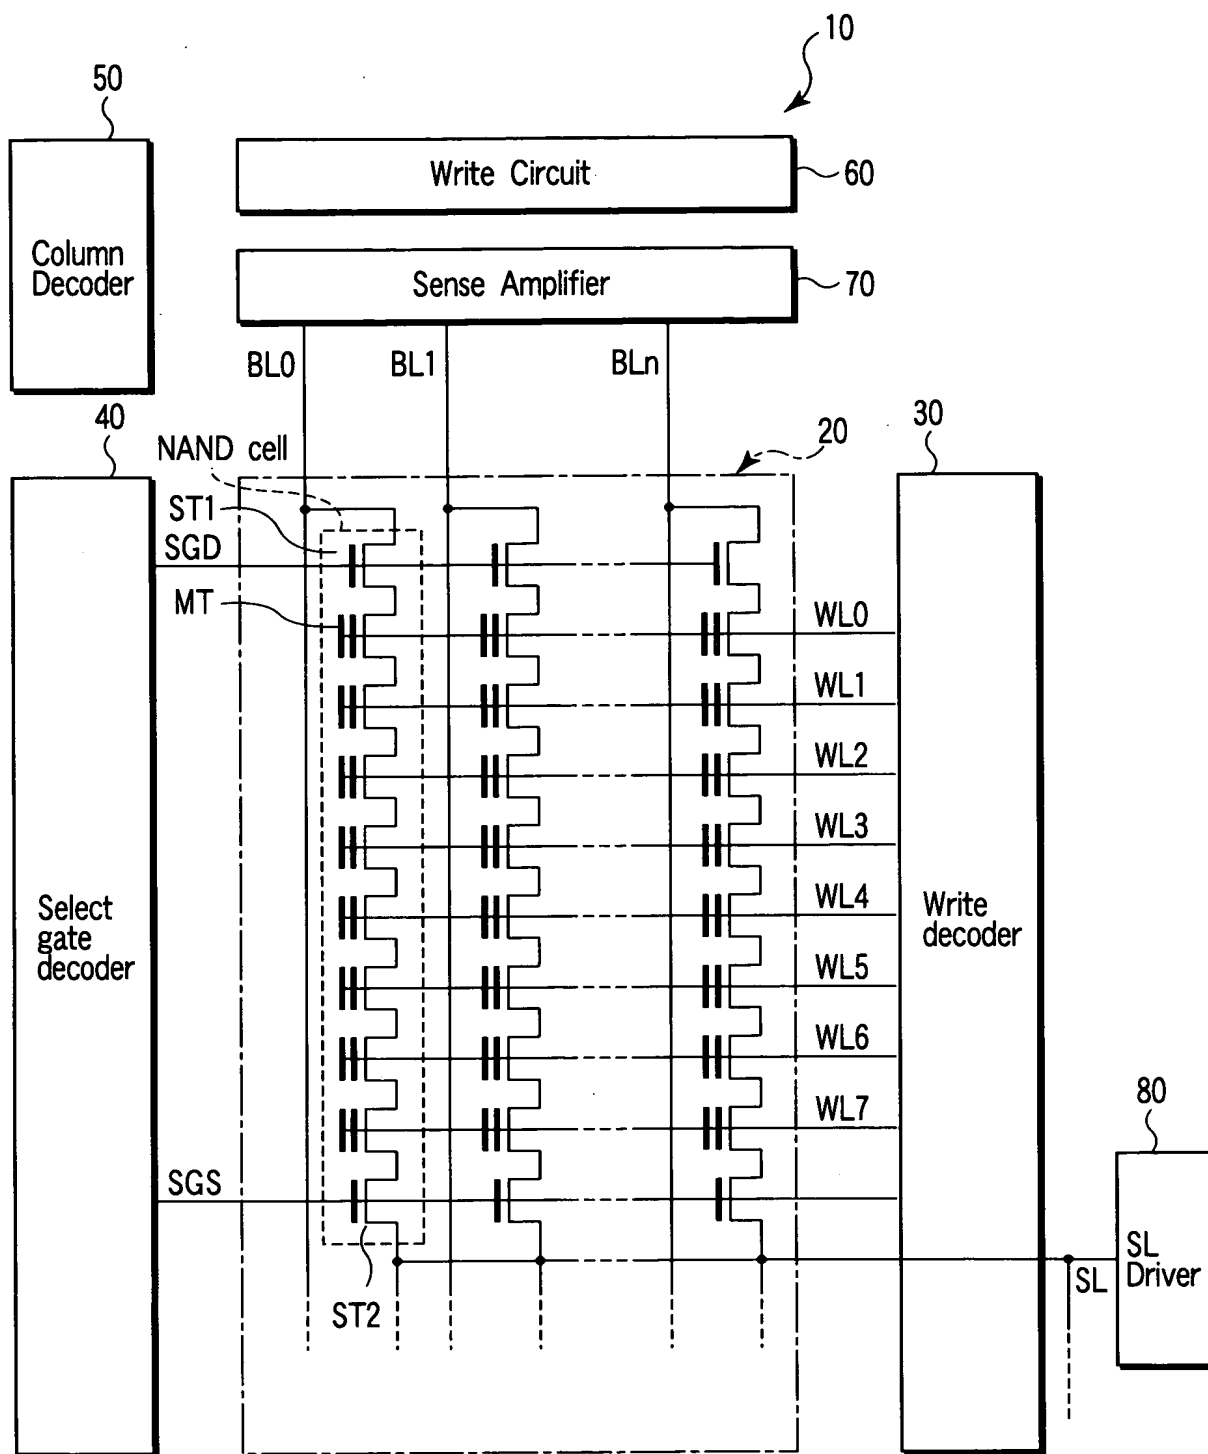 10
50
Write Circuit
60
Column
Decoder
Sense Amplifier
70
BL0
BL1
BLn
40
NAND cell
20
30
ST1
SGD
MT
WL0
WL1
WL2
WL3
Select
gate
decoder
WL4
Write
decoder
WL5
WL6
WL7
80
SGS
SL
Driver
SL
ST2